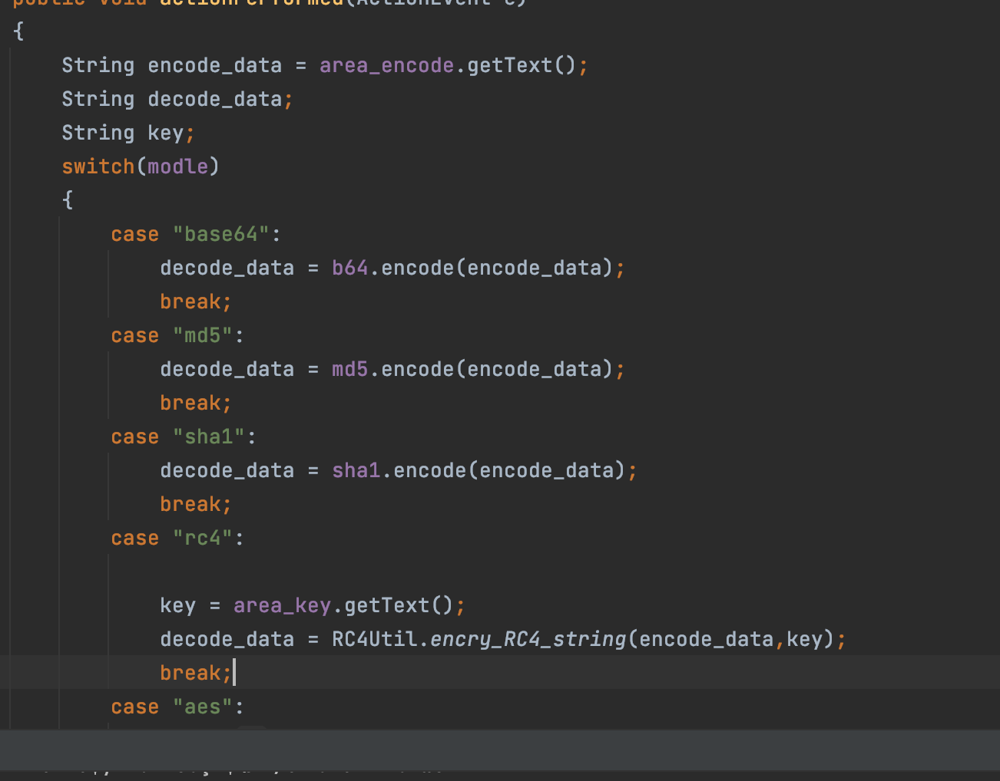 public void actionPerformed(ActionEvent e)
{
String encode_data = area_encode.getText();
String decode_data;
String key;
switch(modle)
{
case "base64":
decode_data = b64.encode(encode_data);
break;
case "md5":
decode_data = md5.encode(encode_data);
break;
case "sha1":
decode_data = sha1.encode(encode_data);
break;
case "rc4":
key = area_key.getText();
decode_data = RC4Util.encry_RC4_string(encode_data,key);
break;
case "aes":